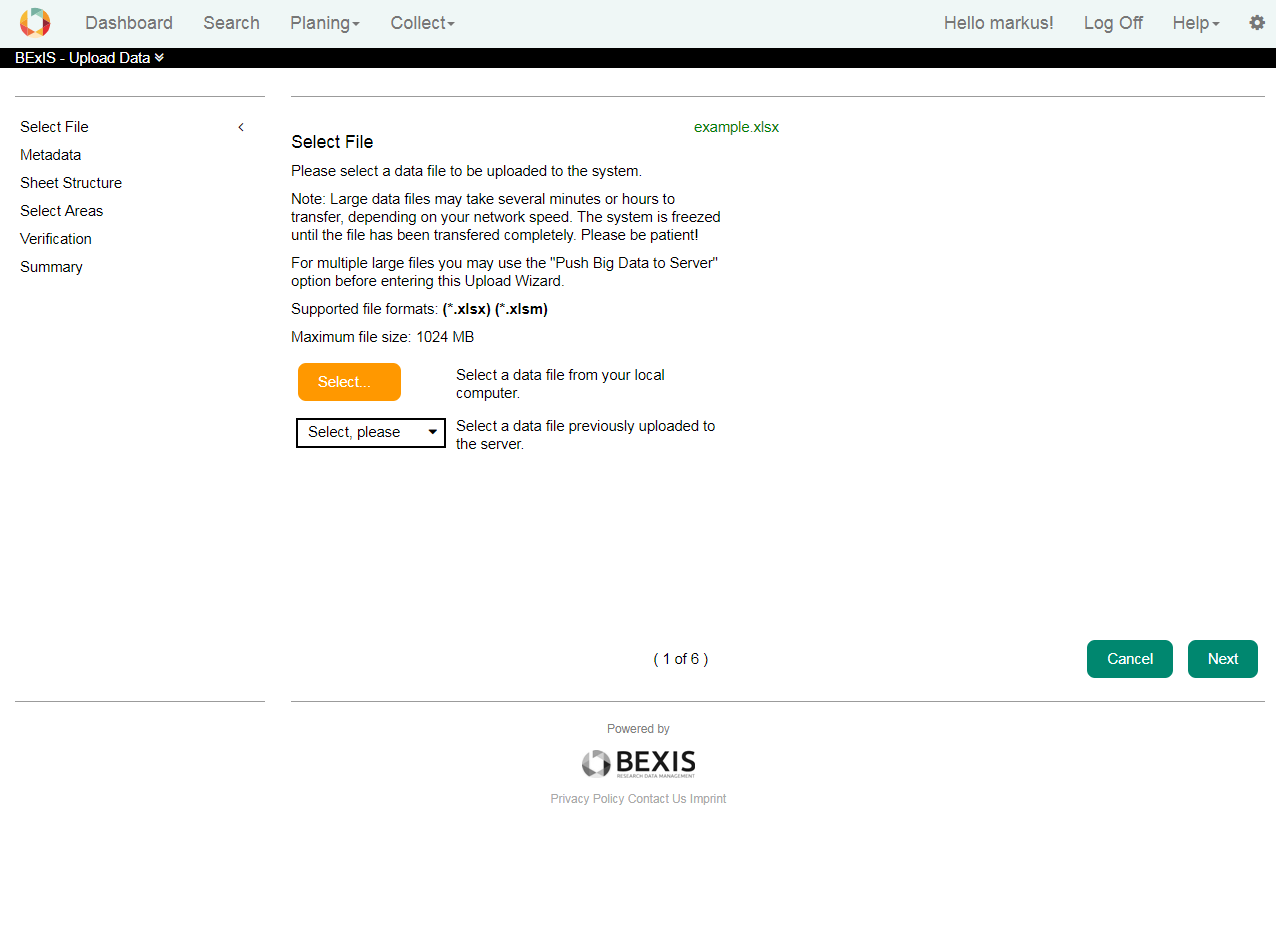 Dashboard Search Planing Collect Hello markus! Log Off Help
BExIS - Upload Data
Select File
Metadata
Sheet Structure
Select Areas
Verification
Summary
example.xlsx
Select File
Please select a data file to be uploaded to the system.
Note: Large data files may take several minutes or hours to
transfer, depending on your network speed. The system is freezed
until the file has been transfered completely. Please be patient!
For multiple large files you may use the "Push Big Data to Server"
option before entering this Upload Wizard.
Supported file formats: (*.xlsx) (*.xlsm)
Maximum file size: 1024 MB
Select...
Select a data file from your local
computer.
Select, please
Select a data file previously uploaded to
the server.
( 1 of 6 )
Cancel Next
Powered by
BEXIS
RESEARCH DATA MANAGEMENT
Privacy Policy Contact Us Imprint